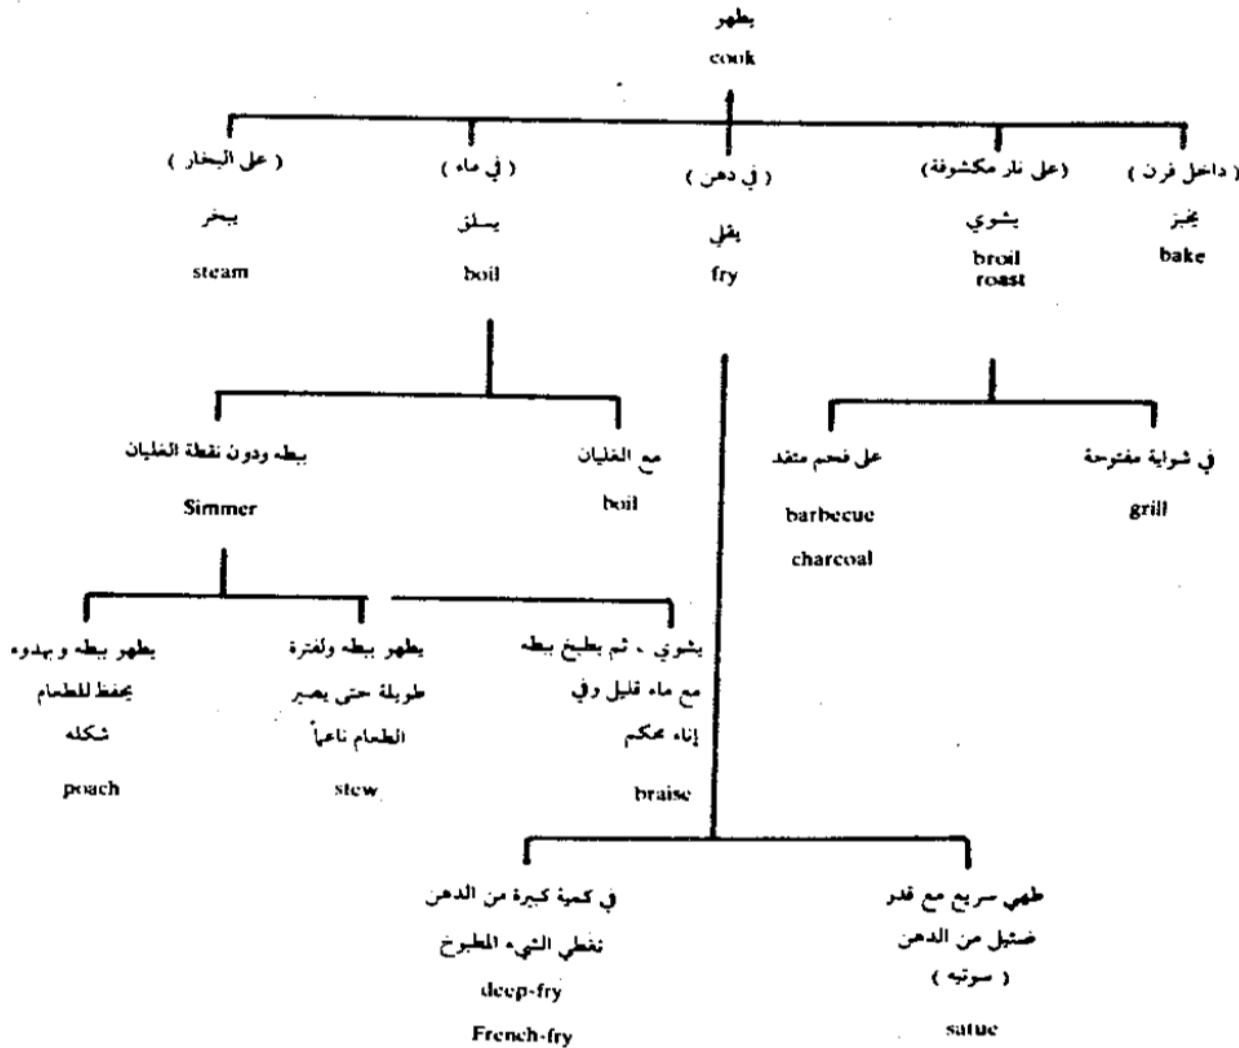 يطهر
cook
( داخل فرن )
يخبز
bake
(على نار مكشوفة)
يشوي
broil
roast
( في دهن )
يقلي
fry
( في ماء )
يسلق
boil
( على البخار )
يبخر
steam
في شواية مفتوحة
grill
على فحم متقد
barbecue
charcoal
مع الغليان
boil
ببطء ودون نقطة الغليان
Simmer
يشوي ، ثم يطبخ ببطء
مع ماء قليل وفي
إناء محكم
braise
يطهر ببطء ولفترة
طويلة حتى يصير
الطعام ناعماً
stew
يطهر ببطء وبهدوء
يحفظ للطعام
شكله
poach
طهي سريع مع قدر
ضئيل من الدهن
( سوتيه )
satue
في كمية كبيرة من الدهن
تغطي الشيء المطبوخ
deep-fry
French-fry